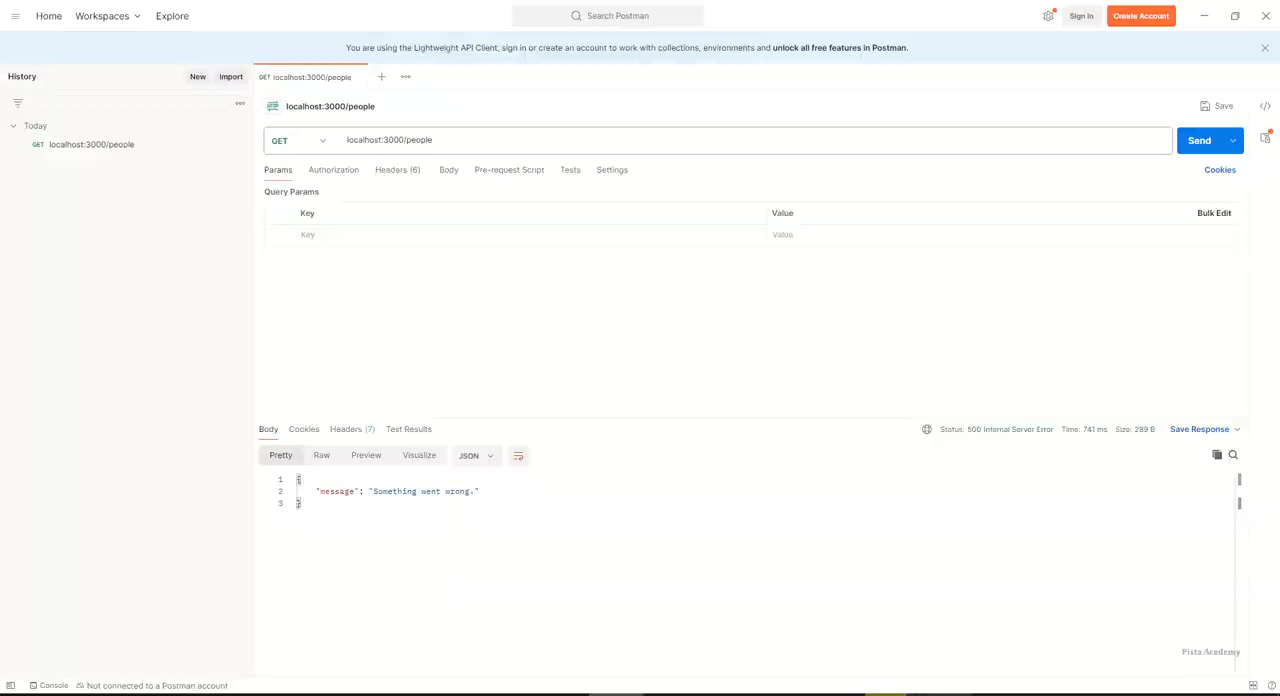 Home Workspaces Explore Search Postman Sign In Create Account
You are using the Lightweight API Client, sign in or create an account to work with collections, environments and unlock all free features in Postman.
History New Import GET localhost:3000/people
localhost:3000/people Save
Today
GET localhost:3000/people
GET localhost:3000/people Send
Params Authorization Headers (6) Body Pre-request Script Tests Settings Cookies
Query Params
Key Value Bulk Edit
Key Value
Body Cookies Headers (7) Test Results Status: 500 Internal Server Error Time: 741 ms Size: 289 B Save Response
Pretty Raw Preview Visualize JSON
1 {
2 "message": "Something went wrong."
3 }
Pista Academy
Console Not connected to a Postman account